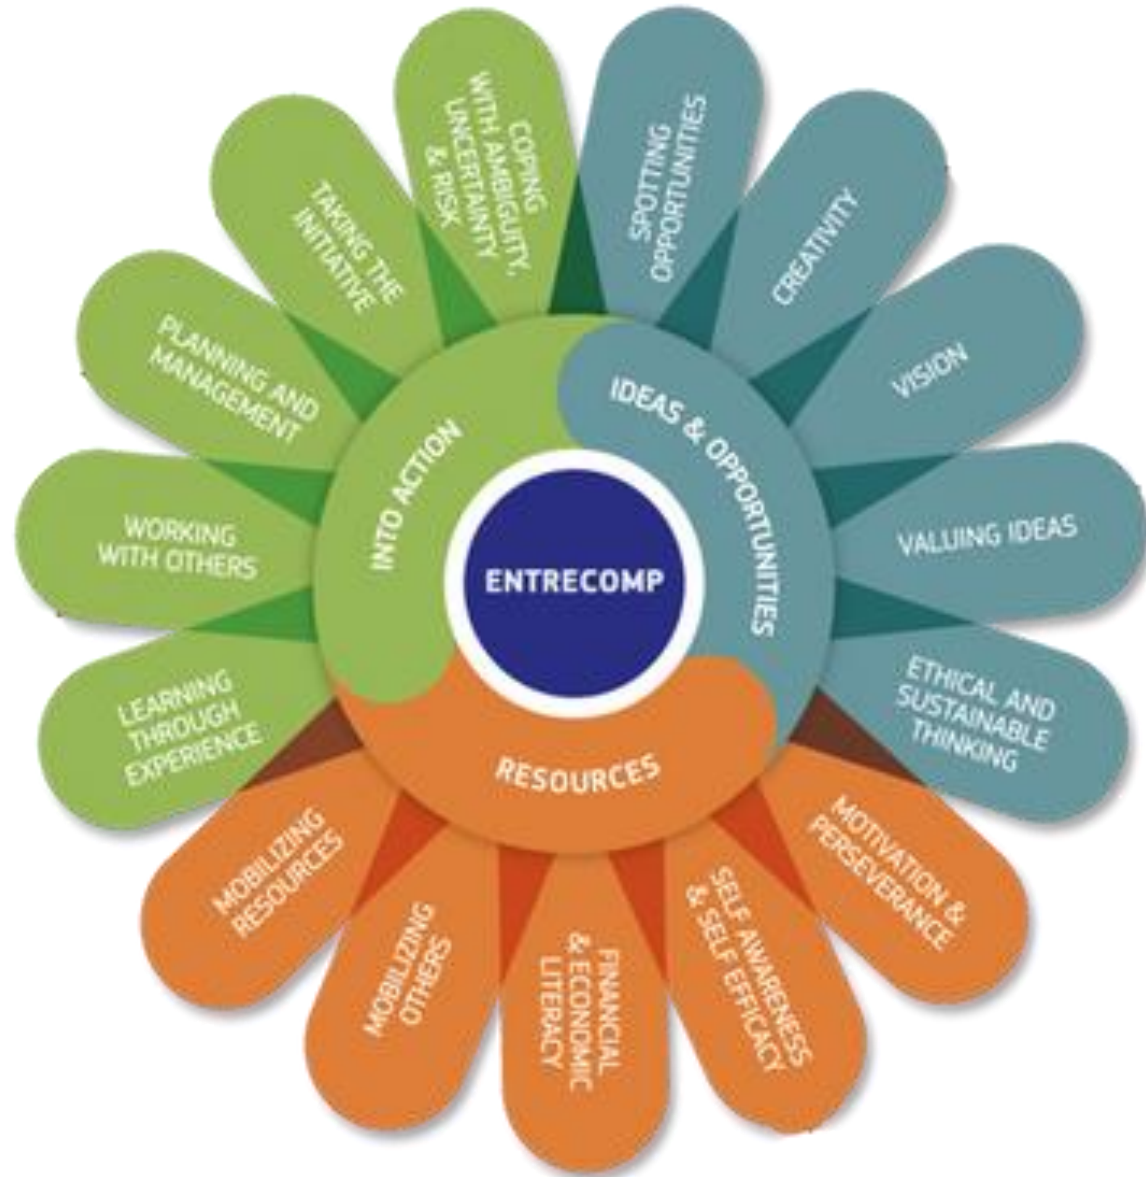 ENTRECOMP
IDEAS & OPPORTUNITIES
SPOTTING
OPPORTUNITIES
CREATIVITY
VISION
VALUING IDEAS
ETHICAL AND
SUSTAINABLE
THINKING
RESOURCES
MOTIVATION &
PERSEVERANCE
SELF AWARENESS
& SELF EFFICACY
FINANCIAL
& ECONOMIC
LITERACY
MOBILIZING
OTHERS
MOBILIZING
RESOURCES
INTO ACTION
LEARNING
THROUGH
EXPERIENCE
WORKING
WITH OTHERS
PLANNING AND
MANAGEMENT
TAKING THE
INITIATIVE
COPING
WITH AMBIGUITY,
UNCERTAINTY
& RISK